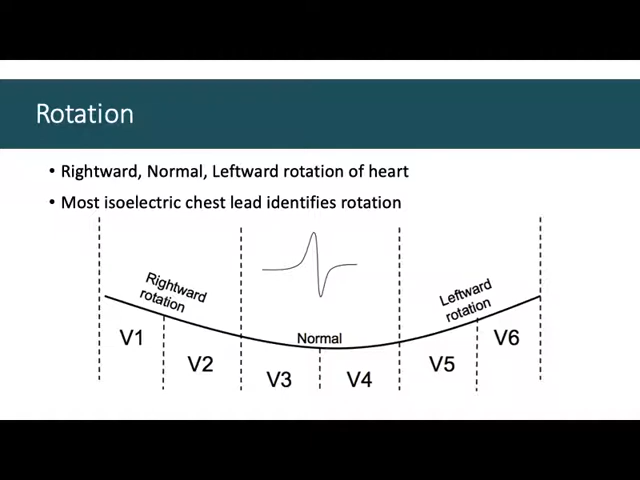 Rotation
• Rightward, Normal, Leftward rotation of heart
• Most isoelectric chest lead identifies rotation
Rightward
rotation
Normal
Leftward
rotation
V1
V2
V3
V4
V5
V6